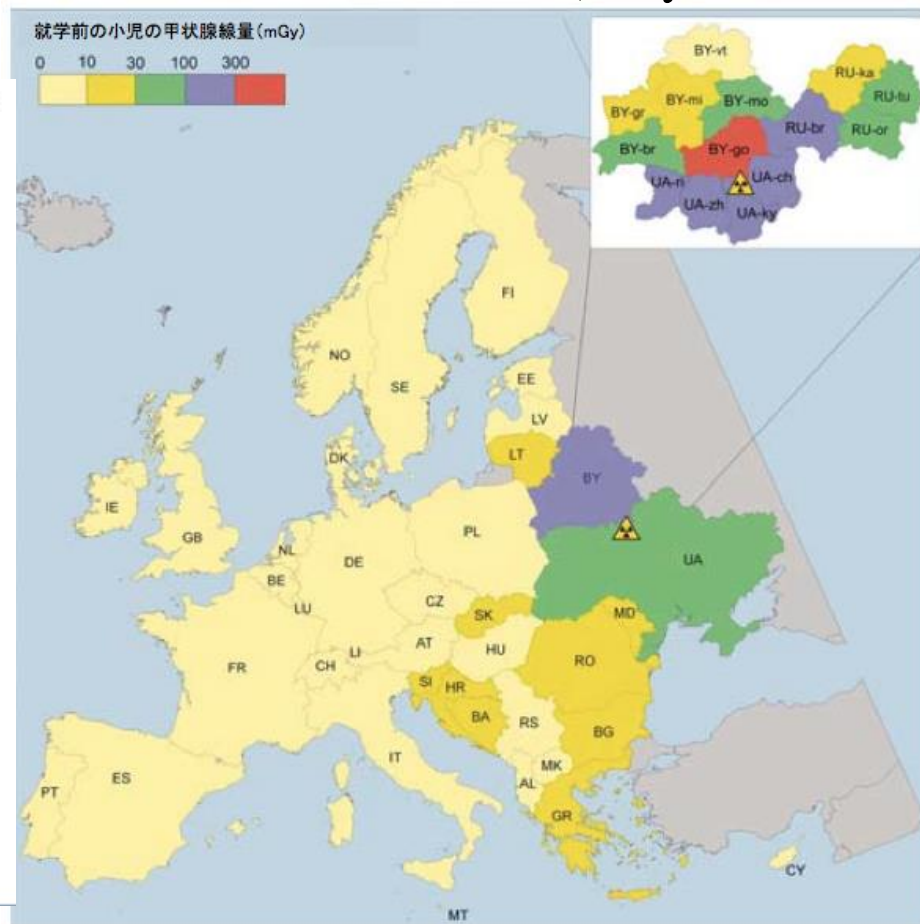 就学前の小児の甲状腺線量(mGy)
0 10 30 100 300
BY-vt
RU-ka
BY-gr
BY-mi
BY-mo
RU-tu
RU-br
RU-or
BY-br
BY-go
UA-ri
UA-ch
UA-zh
UA-ky
FI
NO
SE
EE
LV
LT
DK
BY
IE
GB
NL
PL
DE
BE
UA
LU
CZ
SK
MD
AT
LI
HU
FR
CH
RO
SI
HR
BA
RS
BG
IT
MK
AL
ES
PT
GR
CY
MT